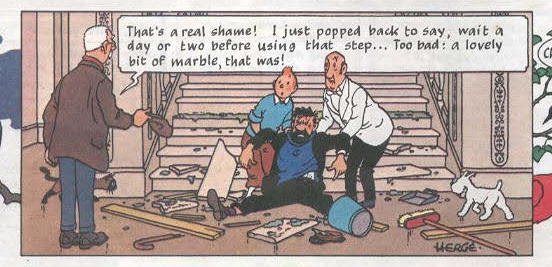 That's a real shame! I just popped back to say, wait a
day or two before using that step... Too bad: a lovely
bit of marble, that was!
HERGÉ.